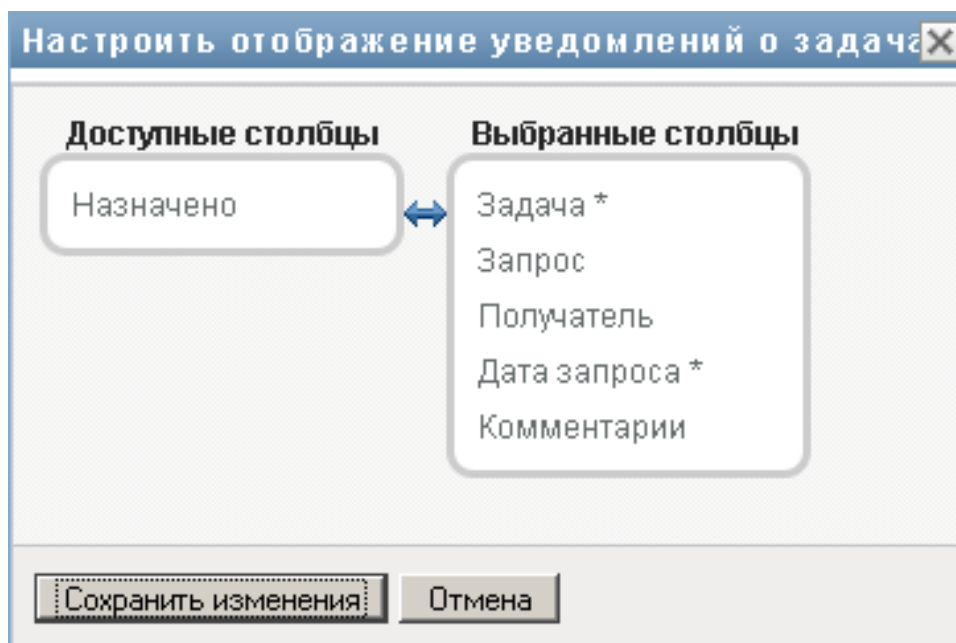 Настроить отображение уведомлений о задача
Доступные столбцы
Назначено
Выбранные столбцы
Задача *
Запрос
Получатель
Дата запроса *
Комментарии
Сохранить изменения
Отмена